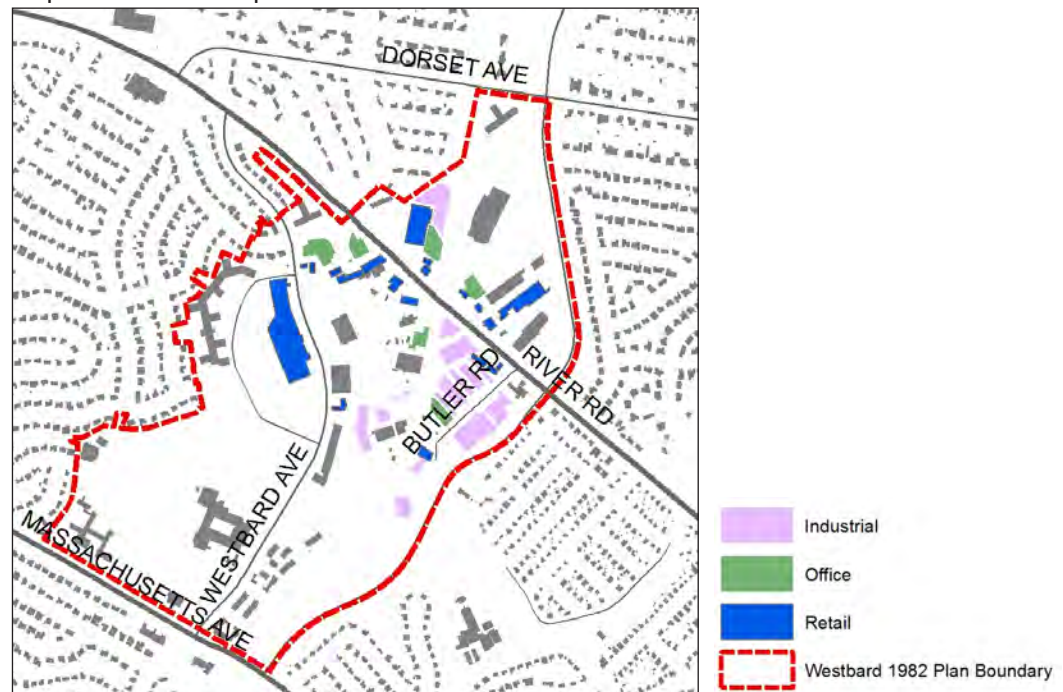 DORSET AVE
RIVER RD
BUTLER RD
WESTBARD AVE
MASSACHUSETTS AVE
Industrial
Office
Retail
Westbard 1982 Plan Boundary